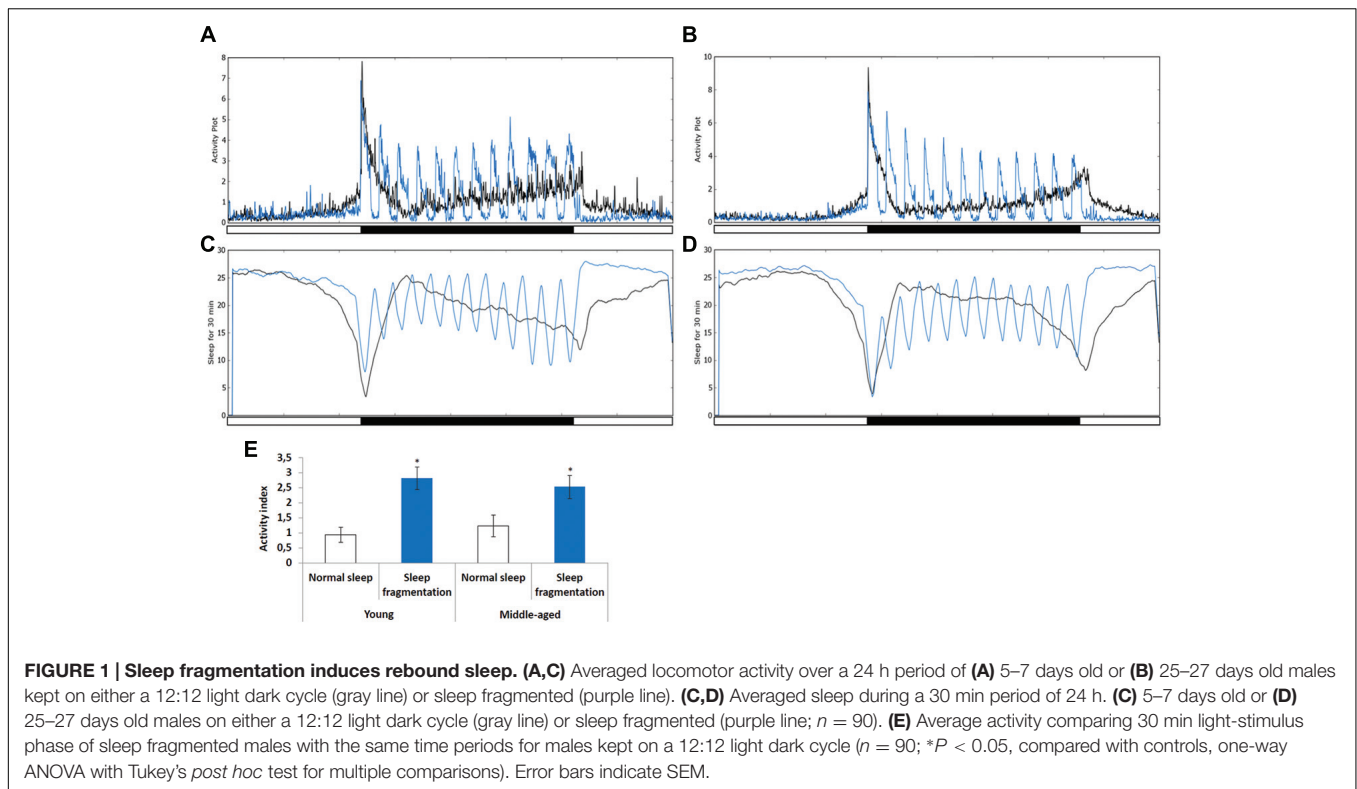 A
B
8
7
6
5
4
3
2
1
0
Activity Plot
10
8
6
4
2
0
Activity Plot
C
D
30
25
20
15
10
5
0
Sleep for 30 min
30
25
20
15
10
5
0
Sleep for 30 min
E
3,5
3
2,5
2
1,5
1
0,5
0
Activity index
*
*
Normal sleep
Sleep
fragmentation
Normal sleep
Sleep
fragmentation
Young
Middle-aged
FIGURE 1 | Sleep fragmentation induces rebound sleep. (A,C) Averaged locomotor activity over a 24 h period of (A) 5–7 days old or (B) 25–27 days old males
kept on either a 12:12 light dark cycle (gray line) or sleep fragmented (purple line). (C,D) Averaged sleep during a 30 min period of 24 h. (C) 5–7 days old or (D)
25–27 days old males on either a 12:12 light dark cycle (gray line) or sleep fragmented (purple line; n = 90). (E) Average activity comparing 30 min light-stimulus
phase of sleep fragmented males with the same time periods for males kept on a 12:12 light dark cycle (n = 90; *P < 0.05, compared with controls, one-way
ANOVA with Tukey's post hoc test for multiple comparisons). Error bars indicate SEM.